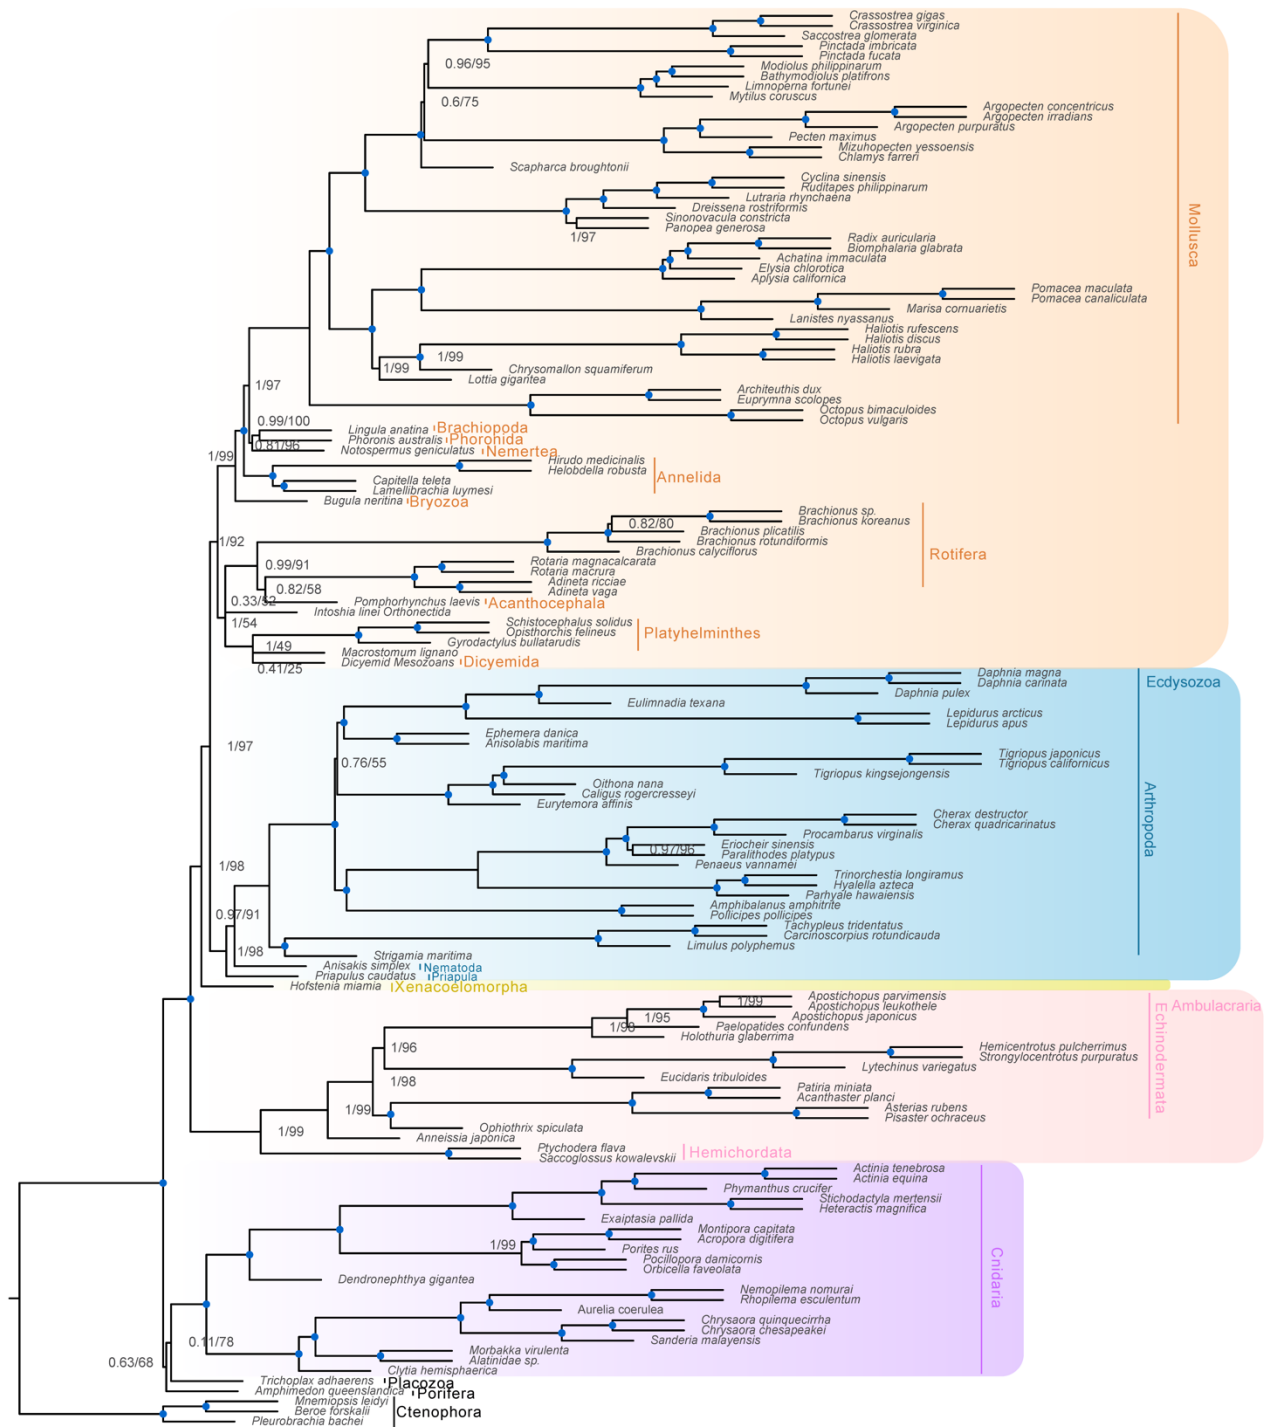 Crassostrea gigas
Crassostrea virginica
Saccostrea glomerata
Pinctada imbricata
Pinctada fucata
0.96/95
Modiolus philippinarum
Bathymodiolus platifrons
Limnoperna fortunei
Mytilus coruscus
0.6/75
Argopecten concentricus
Argopecten irradians
Argopecten purpuratus
Pecten maximus
Mizuhopecten yessoensis
Chlamys farreri
Scapharca broughtonii
Cyclina sinensis
Ruditapes philippinarum
Lutraria rhynchaena
Dreissena rostriformis
Sinonovacula constricta
Panopea generosa
1/97
Mollusca
Radix auricularia
Biomphalaria glabrata
Achatina immaculata
Elysia chlorotica
Aplysia californica
Pomacea maculata
Pomacea canaliculata
Marisa cornuarietis
Lanistes nyassanus
Haliotis rufescens
Haliotis discus
Haliotis rubra
Haliotis laevigata
1/99
1/99
Chrysomallon squamiferum
Lottia gigantea
1/97
Architeuthis dux
Euprymna scolopes
Octopus bimaculoides
Octopus vulgaris
0.99/100
Lingula anatina Brachiopoda
Phoronis australis Phoronida
0.81/96
Notospermus geniculatus Nemertea
1/99
Hirudo medicinalis
Helobdella robusta
Annelida
Capitella teleta
Lamellibrachia luymesi
Bugula neritina Bryozoa
Brachionus sp.
Brachionus koreanus
0.82/80
Brachionus plicatilis
Brachionus rotundiformis
Brachionus calyciflorus
1/92
Rotifera
0.99/91
Rotaria magnacalcarata
Rotaria macrura
Adineta ricciae
Adineta vaga
0.82/58
0.33/52
Pomphorhynchus laevis Acanthocephala
Intoshia linei Orthonectida
1/54
Schistocephalus solidus
Opisthorchis felineus
Gyrodactylus bullatarudis
Platyhelminthes
1/49
Macrostomum lignano
Dicyemid Mesozoans Dicyemida
0.41/25
Daphnia magna
Daphnia carinata
Daphnia pulex
Ecdysozoa
Eulimnadia texana
Lepidurus arcticus
Lepidurus apus
Ephemera danica
Anisolabis maritima
1/97
0.76/55
Tigriopus japonicus
Tigriopus californicus
Tigriopus kingsejongensis
Oithona nana
Caligus rogercresseyi
Eurytemora affinis
Arthropoda
Cherax destructor
Cherax quadricarinatus
Procambarus virginalis
Eriocheir sinensis
0.97/96
Paralithodes platypus
Penaeus vannamei
1/98
Trinorchestia longiramus
Hyalella azteca
Parhyale hawaiensis
Amphibalanus amphitrite
Pollicipes pollicipes
0.97/91
Tachypleus tridentatus
Carcinoscorpius rotundicauda
Limulus polyphemus
1/98
Strigamia maritima
Anisakis simplex Nematoda
Priapulus caudatus Priapula
Hofstenia miamia Xenacoelomorpha
Apostichopus parvimensis
1/99
Apostichopus leukothele
Apostichopus japonicus
Ambulacraria
1/95
Paelopatides confundens
1/98
Holothuria glaberrima
1/96
Echinodermata
Hemicentrotus pulcherrimus
Strongylocentrotus purpuratus
Lytechinus variegatus
Eucidaris tribuloides
1/98
Patiria miniata
Acanthaster planci
Asterias rubens
Pisaster ochraceus
1/99
Ophiothrix spiculata
1/99
Anneissia japonica
Ptychodera flava
Saccoglossus kowalevskii
Hemichordata
Actinia tenebrosa
Actinia equina
Phymanthus crucifer
Stichodactyla mertensii
Heteractis magnifica
Exaiptasia pallida
Montipora capitata
Acropora digitifera
1/99
Porites rus
Pocillopora damicornis
Orbicella faveolata
Cnidaria
Dendronephthya gigantea
Nemopilema nomurai
Rhopilema esculentum
Aurelia coerulea
Chrysaora quinquecirrha
Chrysaora chesapeakei
Sanderia malayensis
0.11/78
Morbakka virulenta
Alatinidae sp.
0.63/68
Clytia hemisphaerica
Trichoplax adhaerens Placozoa
Amphimedon queenslandica Porifera
Mnemiopsis leidyi
Beroe forskalii
Pleurobrachia bachei
Ctenophora